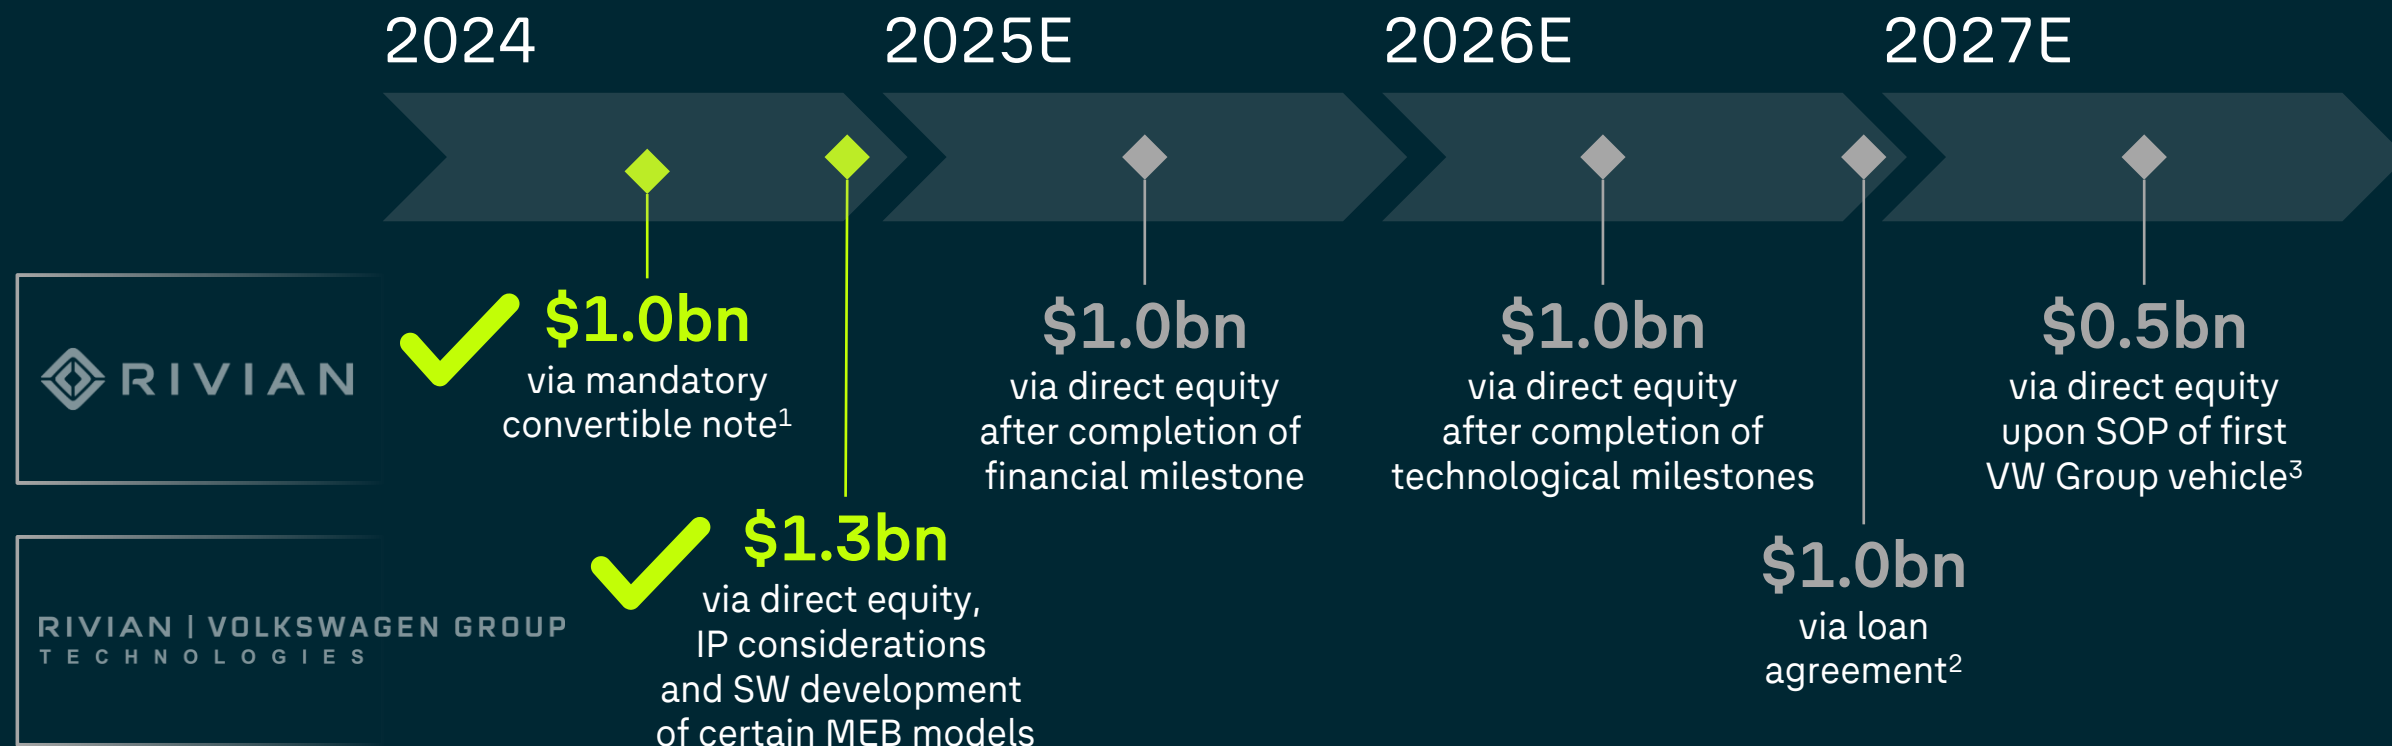 2024
2025E
2026E
2027E
RIVIAN
$1.0bn
via mandatory
convertible note¹
$1.0bn
via direct equity
after completion of
financial milestone
$1.0bn
via direct equity
after completion of
technological milestones
$0.5bn
via direct equity
upon SOP of first
VW Group vehicle³
RIVIAN | VOLKSWAGEN GROUP
TECHNOLOGIES
$1.3bn
via direct equity,
IP considerations
and SW development
of certain MEB models
$1.0bn
via loan
agreement²